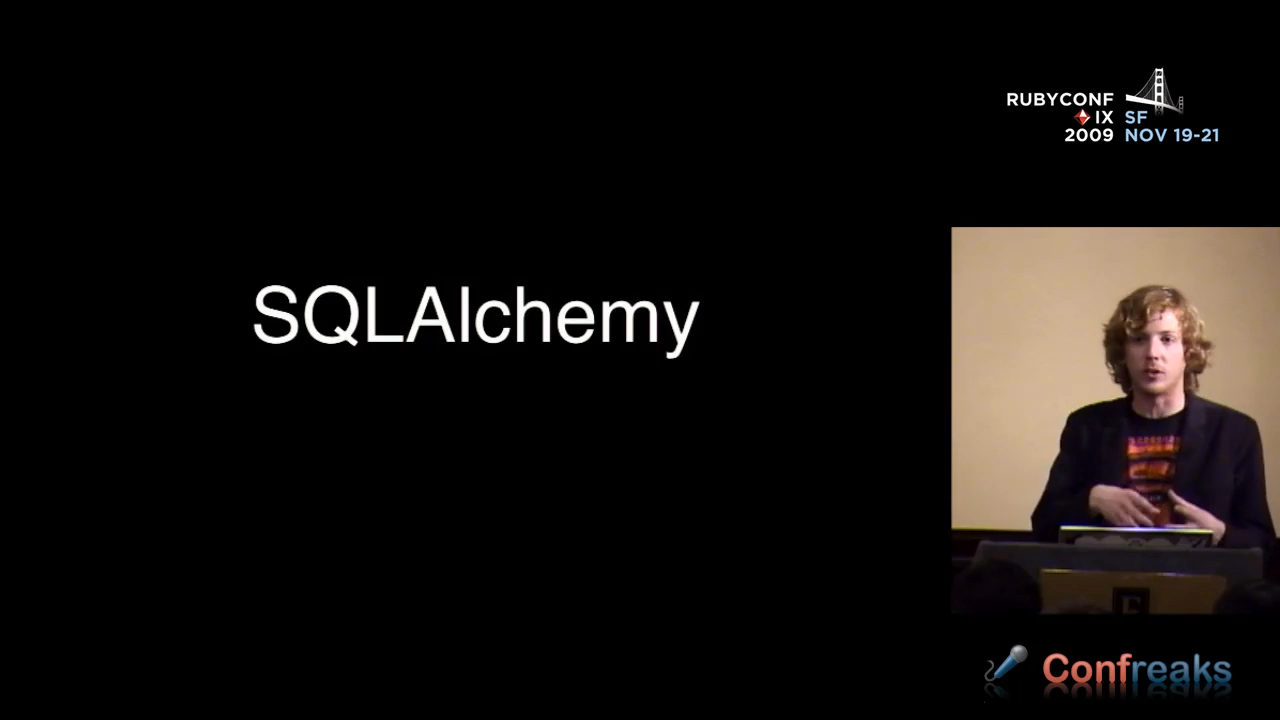 RUBYCONF
IX SF
2009 NOV 19-21
SQLAlchemy
Confreaks